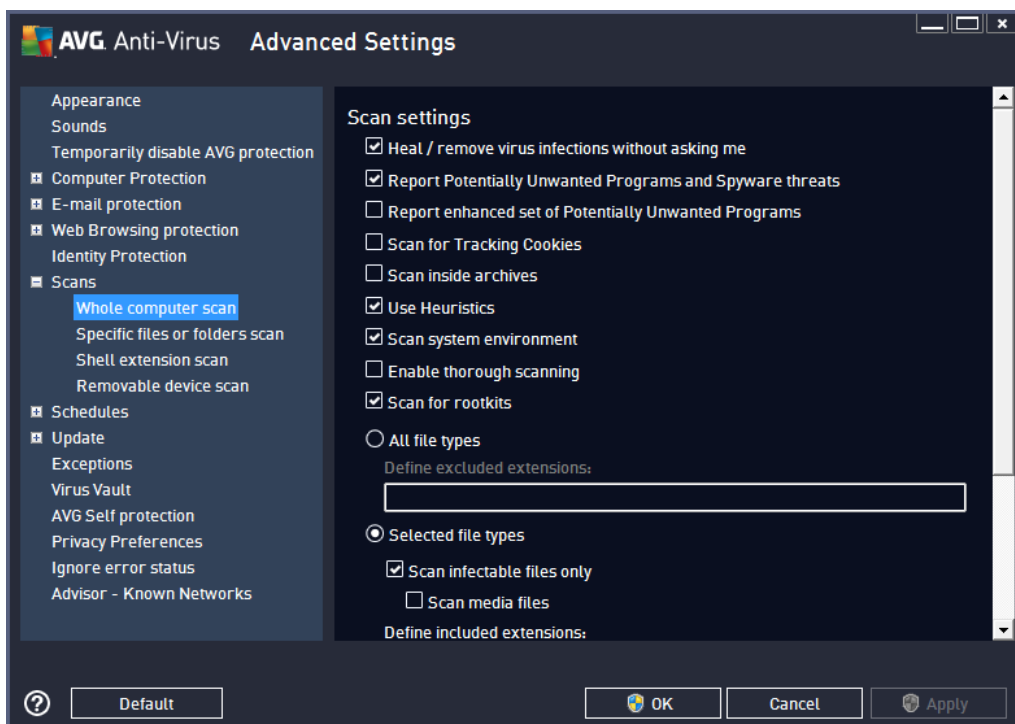 AVG. Anti-Virus Advanced Settings
Appearance
Sounds
Temporarily disable AVG protection
Computer Protection
E-mail protection
Web Browsing protection
Identity Protection
Scans
Whole computer scan
Specific files or folders scan
Shell extension scan
Removable device scan
Schedules
Update
Exceptions
Virus Vault
AVG Self protection
Privacy Preferences
Ignore error status
Advisor - Known Networks
Scan settings
Heal / remove virus infections without asking me
Report Potentially Unwanted Programs and Spyware threats
Report enhanced set of Potentially Unwanted Programs
Scan for Tracking Cookies
Scan inside archives
Use Heuristics
Scan system environment
Enable thorough scanning
Scan for rootkits
All file types
Define excluded extensions:
Selected file types
Scan infectable files only
Scan media files
Define included extensions:
? Default OK Cancel Apply